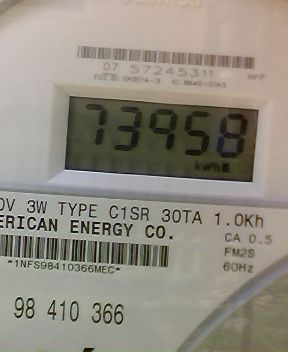 07 57245311
73958
kWh
0V 3W TYPE C1SR 30TA 1.0Kh
ERICAN ENERGY CO.
CA 0.5
FM2S
*1NFS98410366MEC*
60Hz
98 410 366